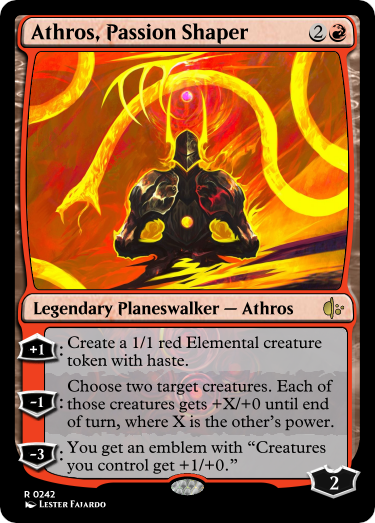 Athros, Passion Shaper 2
Legendary Planeswalker — Athros
+1: Create a 1/1 red Elemental creature
token with haste.
-1: Choose two target creatures. Each of
those creatures gets +X/+0 until end
of turn, where X is the other's power.
-3: You get an emblem with “Creatures
you control get +1/+0.”
2
R 0242
Lester Fajardo